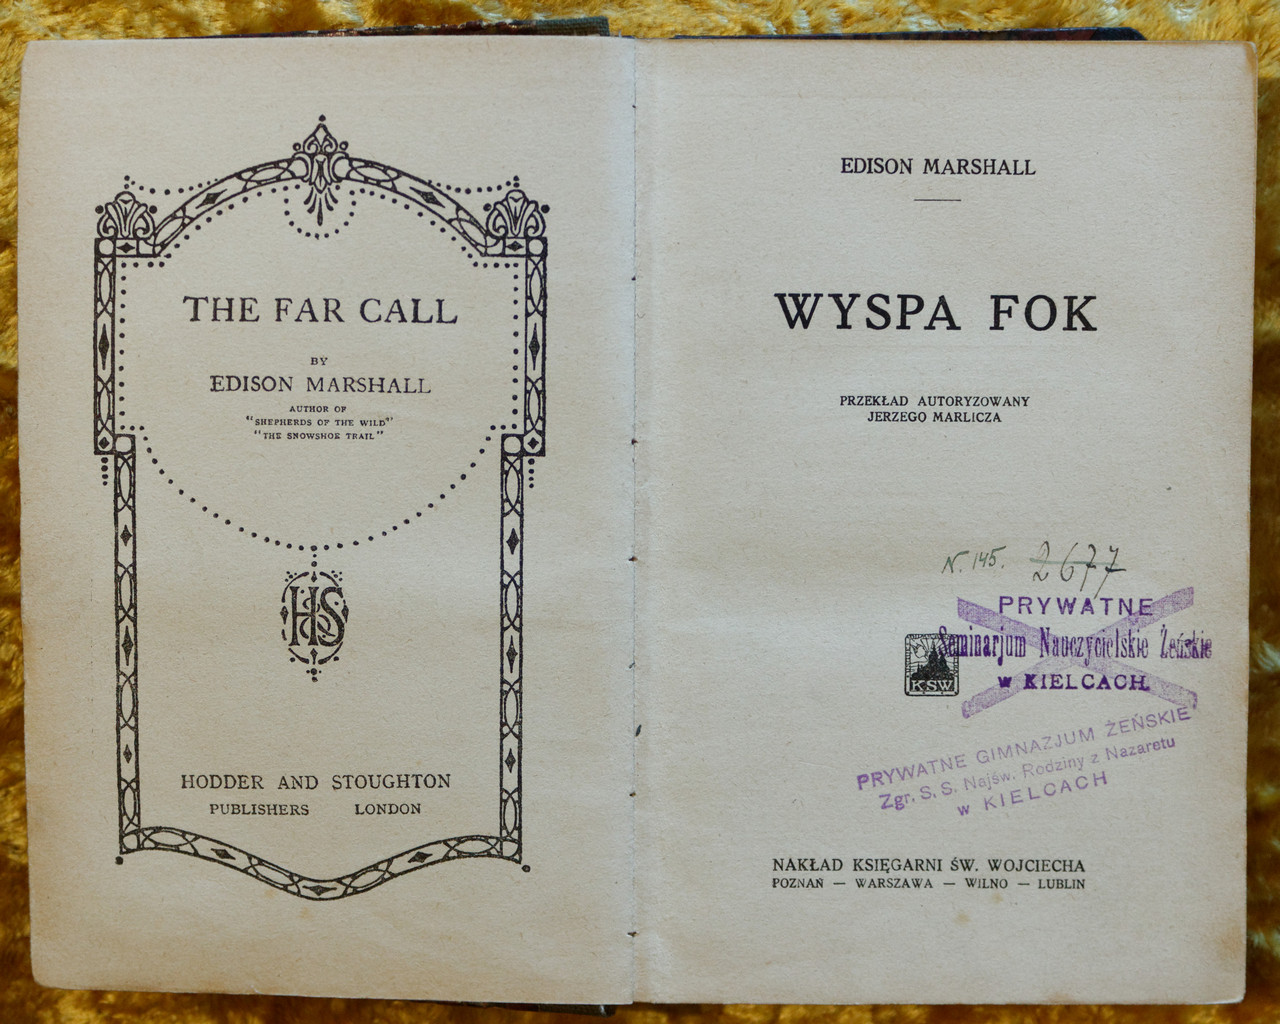 THE FAR CALL
BY
EDISON MARSHALL
AUTHOR OF
"SHEPHERDS OF THE WILD"
"THE SNOWSHOE TRAIL"
HS
HODDER AND STOUGHTON
PUBLISHERS LONDON
EDISON MARSHALL
WYSPA FOK
PRZEKŁAD AUTORYZOWANY
JERZEGO MARLICZA
N. 145. 2677
PRYWATNE
Seminarjum Nauczycielskie Żeńskie
w KIELCACH
K.S.W.
PRYWATNE GIMNAZJUM ŻEŃSKIE
Zgr. S. S. Najśw. Rodziny z Nazaretu
w KIELCACH
NAKŁAD KSIĘGARNI ŚW. WOJCIECHA
POZNAŃ — WARSZAWA — WILNO — LUBLIN